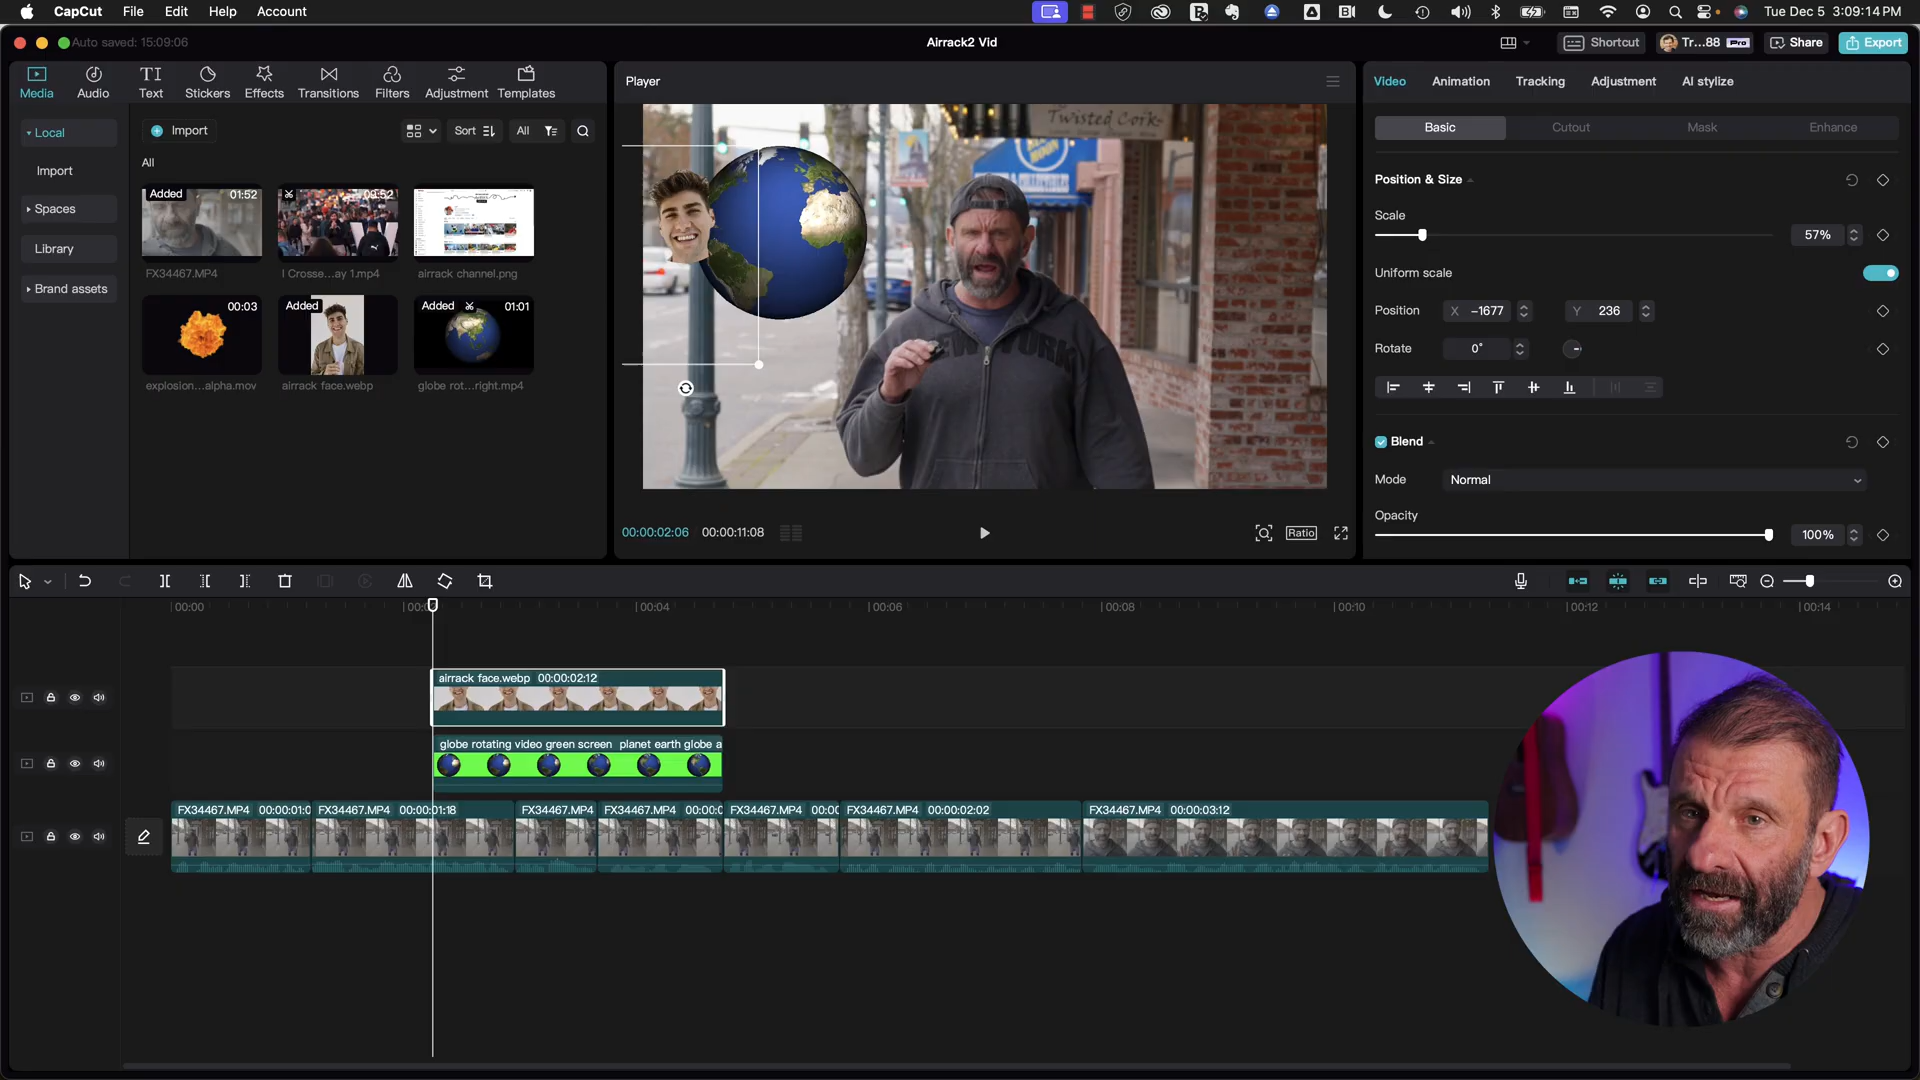 CapCut File Edit Help Account Tue Dec 5 3:09:14 PM
Auto saved: 15:09:06 Airrack2 Vid Shortcut Tr...88 Pro Share Export
Media Audio Text Stickers Effects Transitions Filters Adjustment Templates
Player
Video Animation Tracking Adjustment AI stylize
Local
Import
Spaces
Library
Brand assets
Import Sort All
All
Added 01:52
FX34467.MP4
I Crosse...ay 1.mp4
airrack channel.png
00:03
explosion...alpha.mov
Added
airrack face.webp
Added 01:01
globe rot...right.mp4
Twisted Cork
NEW YORK
00:00:02:06 00:00:11:08 Ratio
Basic Cutout Mask Enhance
Position & Size
Scale
57%
Uniform scale
Position X -1677 Y 236
Rotate 0°
Blend
Mode Normal
Opacity
100%
00:00 00:04 00:06 00:08 00:10 00:12 00:14
airrack face.webp 00:00:02:12
globe rotating video green screen planet earth globe a
FX34467.MP4 00:00:01:0 FX34467.MP4 00:00:01:18 FX34467.MP4 FX34467.MP4 00:00:0 FX34467.MP4 00:00 FX34467.MP4 00:00:02:02 FX34467.MP4 00:00:03:12